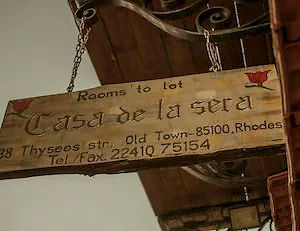 Rooms to let
Casa de la sera
38 Thyseos str. Old Town-85100, Rhodes
Tel./Fax. 22410 75154